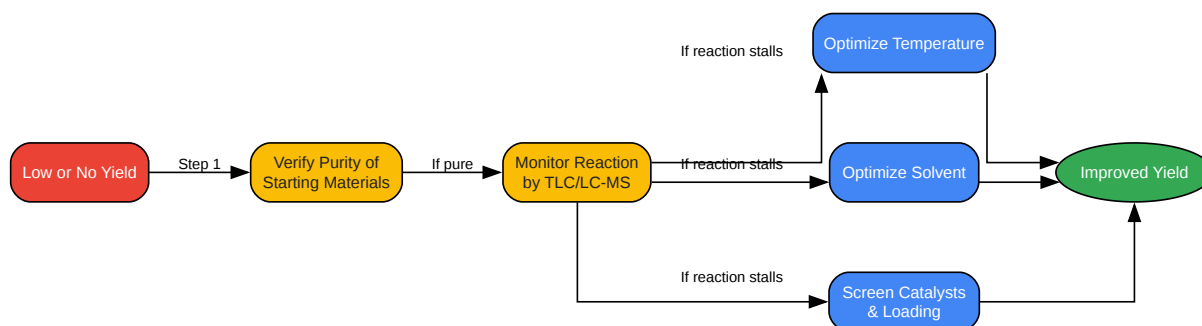 Low or No Yield
Step 1
Verify Purity of
Starting Materials
If pure
Monitor Reaction
by TLC/LC-MS
If reaction stalls
Optimize Temperature
If reaction stalls
Optimize Solvent
If reaction stalls
Screen Catalysts
& Loading
Improved Yield